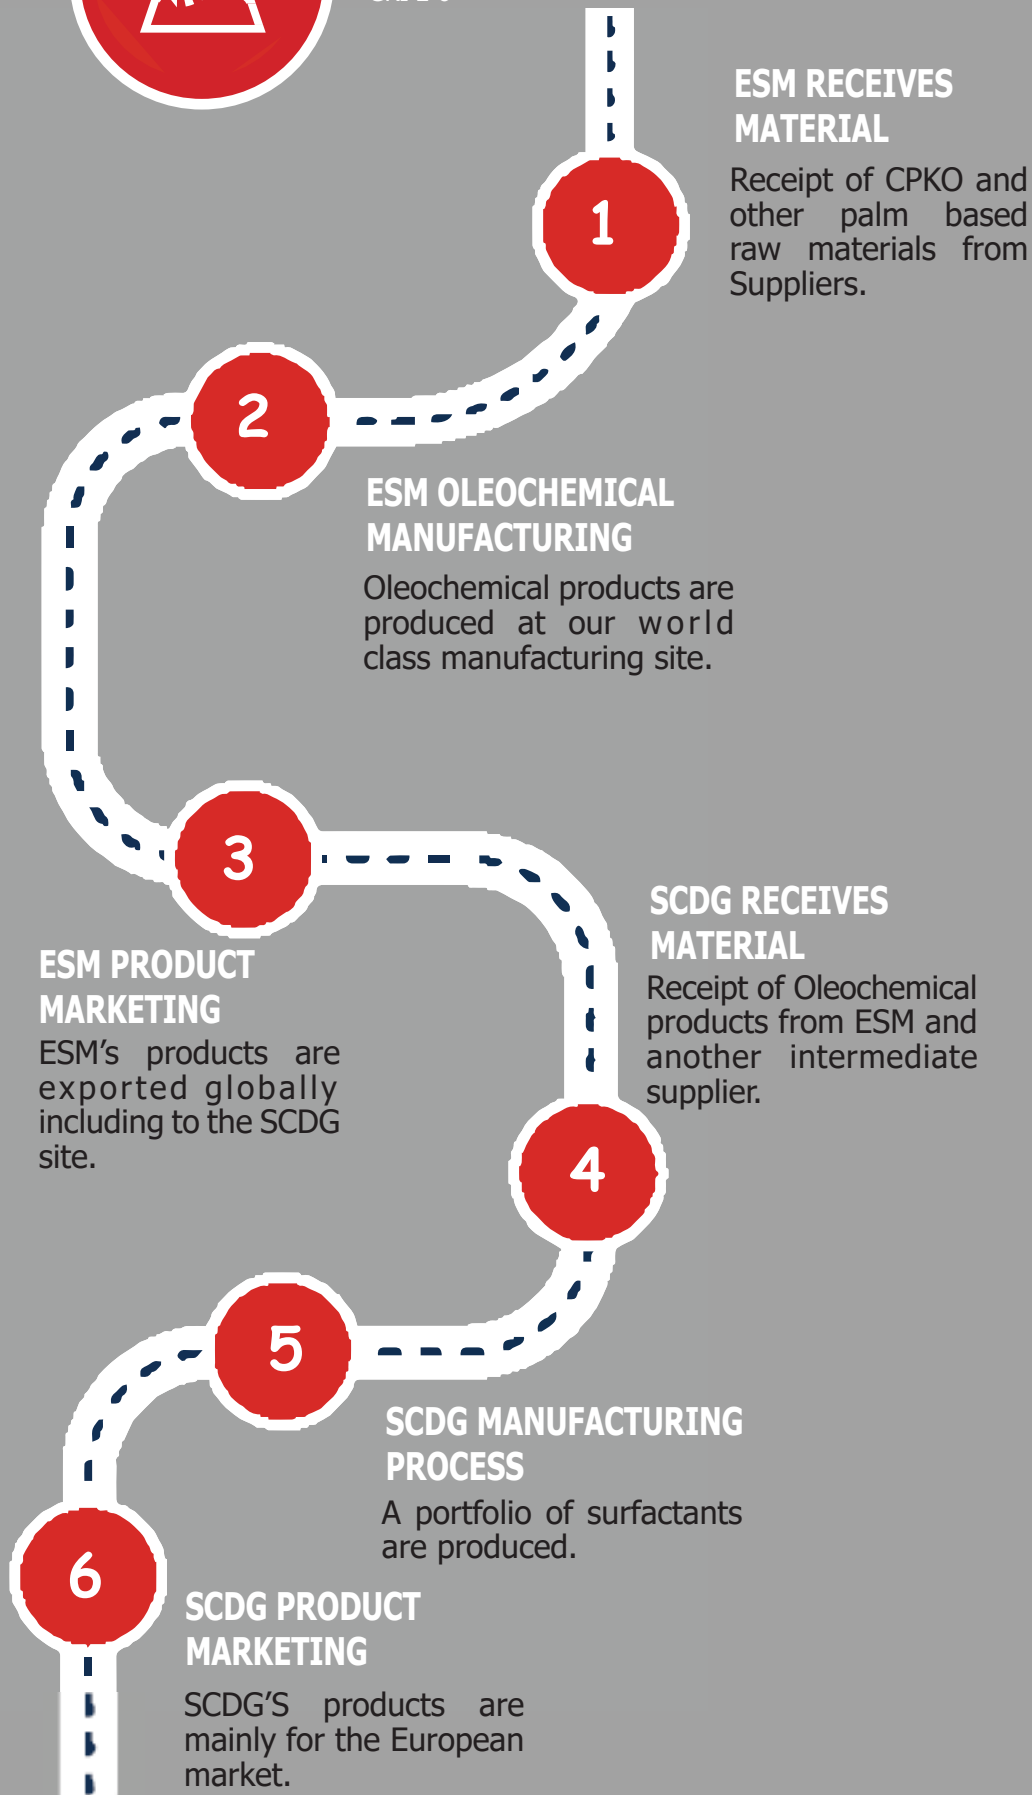 1
ESM RECEIVES
MATERIAL
Receipt of CPKO and
other palm based
raw materials from
Suppliers.
2
ESM OLEOCHEMICAL
MANUFACTURING
Oleochemical products are
produced at our world
class manufacturing site.
3
ESM PRODUCT
MARKETING
ESM’s products are
exported globally
including to the SCDG
site.
SCDG RECEIVES
MATERIAL
Receipt of Oleochemical
products from ESM and
another intermediate
supplier.
4
5
SCDG MANUFACTURING
PROCESS
A portfolio of surfactants
are produced.
6
SCDG PRODUCT
MARKETING
SCDG’S products are
mainly for the European
market.